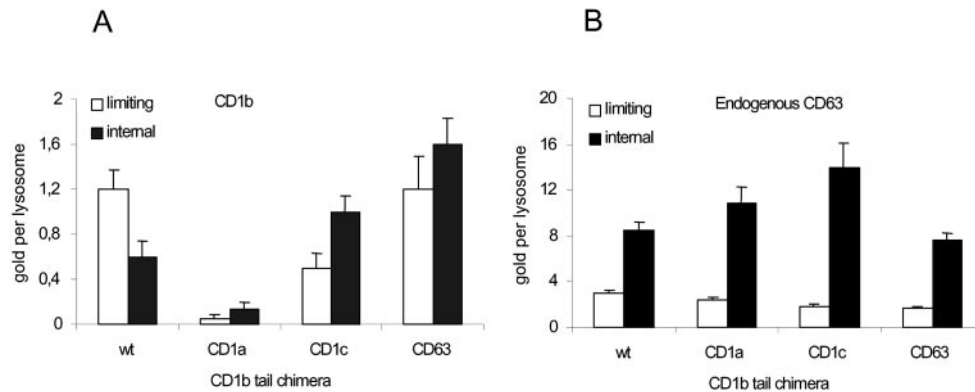 A
limiting
internal
CD1b
gold per lysosome
2
1,6
1,2
0,8
0,4
0
wt
CD1a
CD1c
CD63
CD1b tail chimera
B
limiting
internal
Endogenous CD63
gold per lysosome
20
16
12
8
4
0
wt
CD1a
CD1c
CD63
CD1b tail chimera